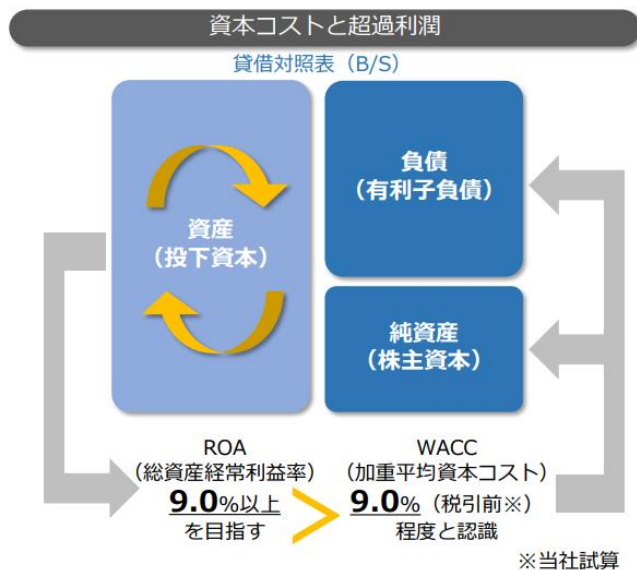 資本コストと超過利潤
貸借対照表（B/S）
資産
（投下資本）
負債
（有利子負債）
純資産
（株主資本）
ROA
（総資産経常利益率）
9.0%以上
を目指す
WACC
（加重平均資本コスト）
9.0%（税引前※）
程度と認識
※当社試算